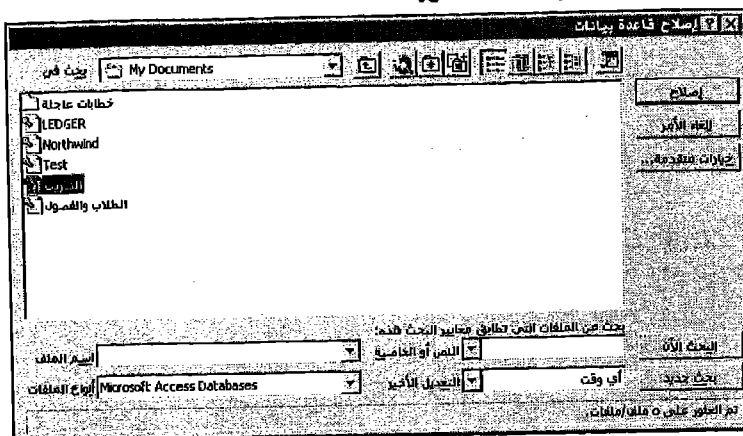 إصلاح قاعدة بيانات
بحث في My Documents
خطابات عاجلة
LEDGER
Northwind
Test
التدريب
الطلاب والفصول
إصلاح
إلغاء الأمر
خيارات متقدمة...
بحث عن الملفات التي تطابق معايير البحث هذه:
اسم الملف
النص أو الخاصية
البحث الآن
أنواع الملفات Microsoft Access Databases
التعديل الأخير
أي وقت
بحث جديد
تم العثور على ٥ ملف/ملفات.